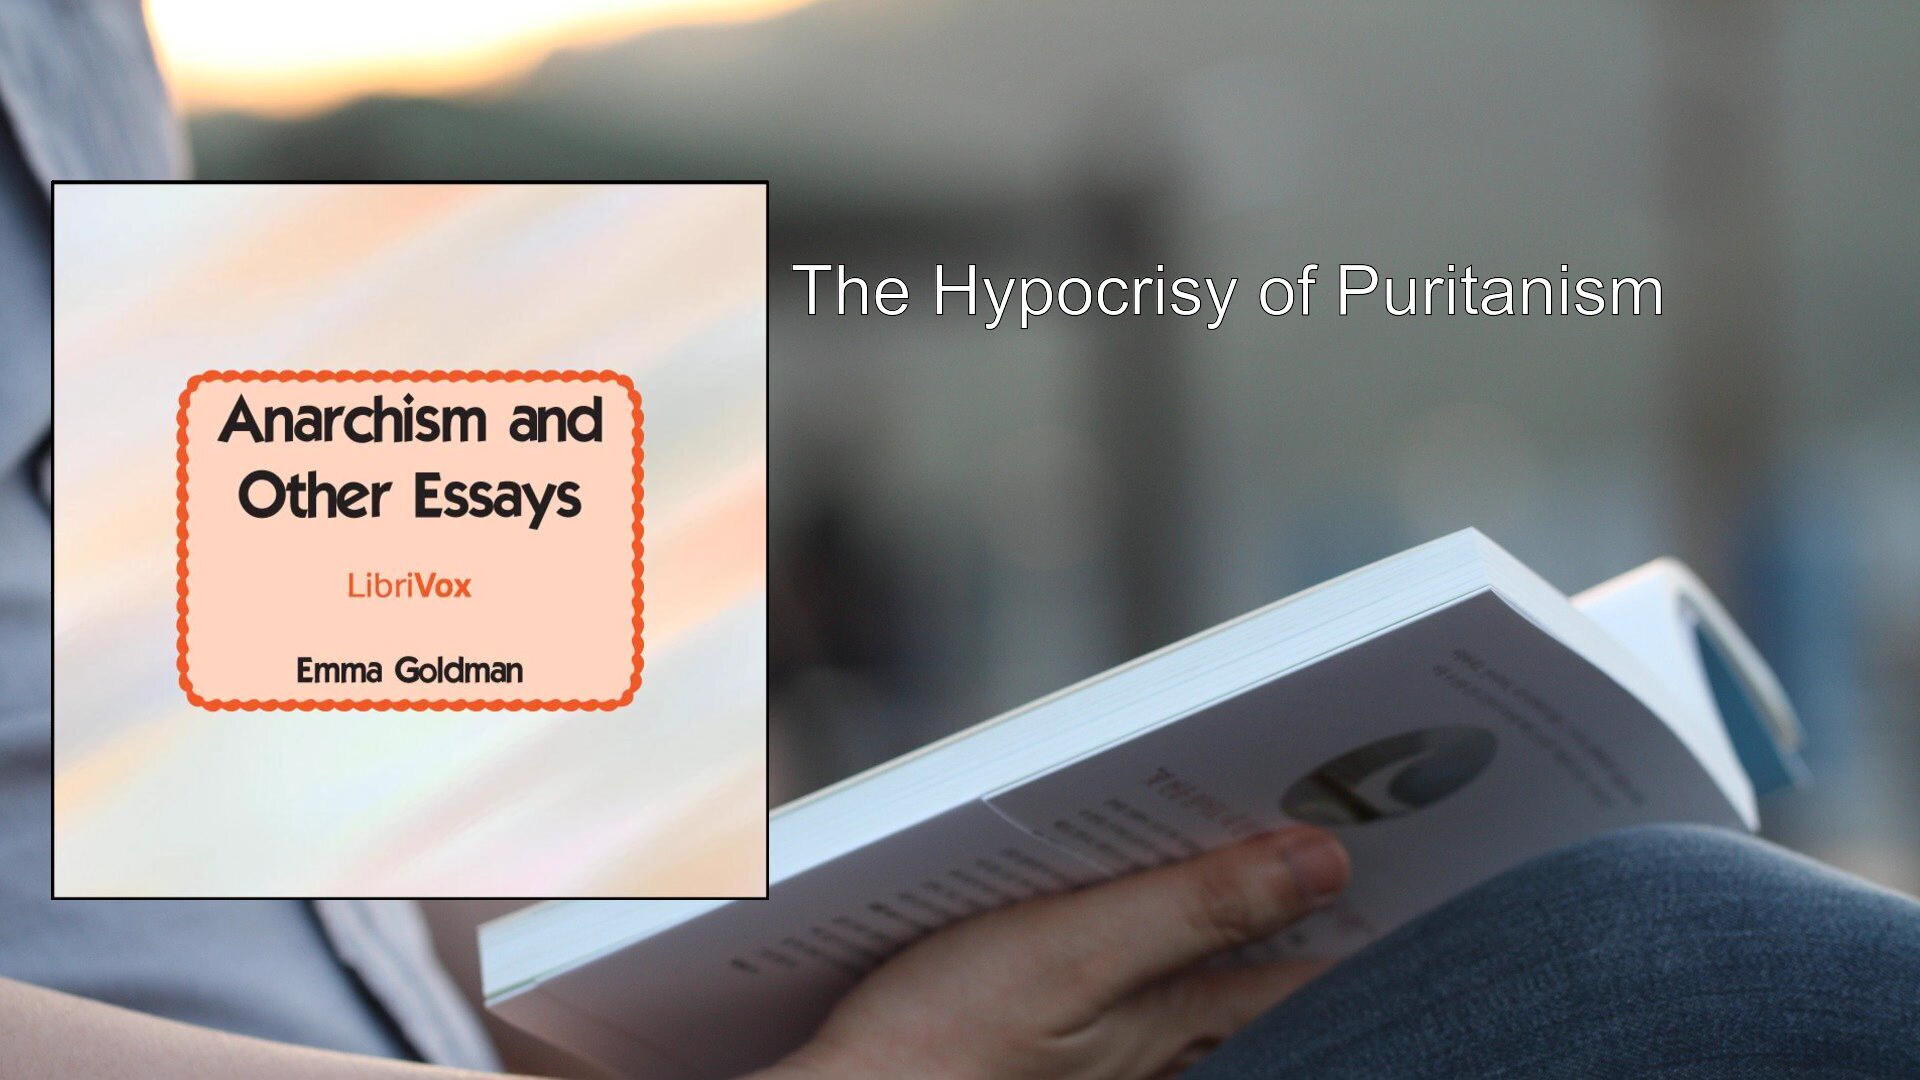 Anarchism and
Other Essays
LibriVox
Emma Goldman
The Hypocrisy of Puritanism